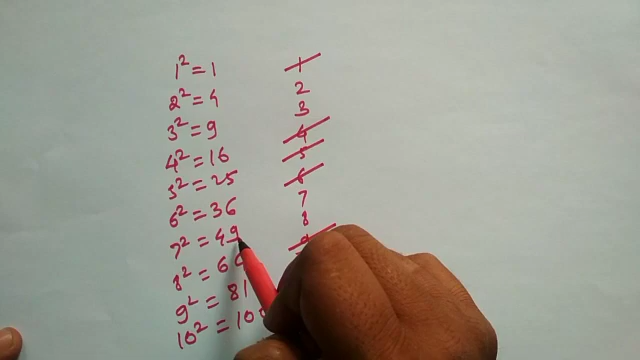 1² = 1
2² = 4
3² = 9
4² = 16
5² = 25
6² = 36
7² = 49
8² = 6
9² = 81
10² = 10
1
2
3
4
5
6
7
8
9